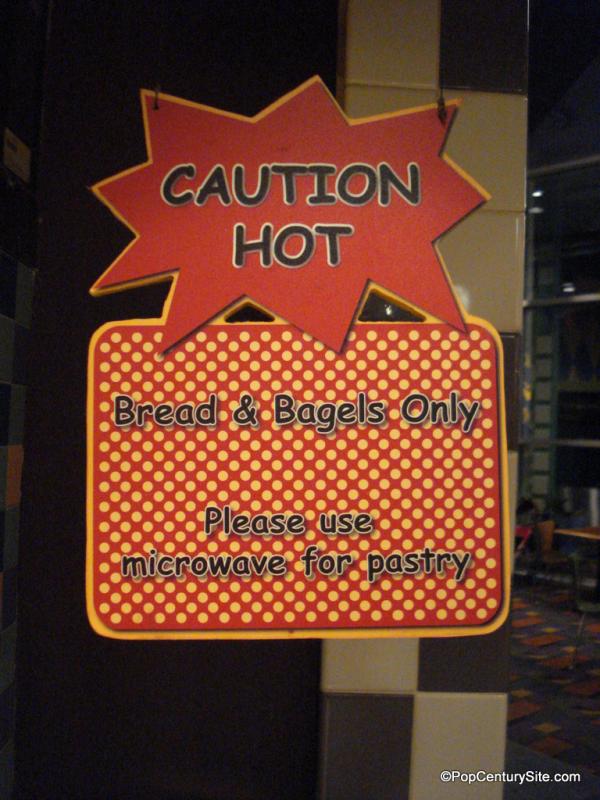 CAUTION
HOT
Bread & Bagels Only
Please use
microwave for pastry
©PopCenturySite.com